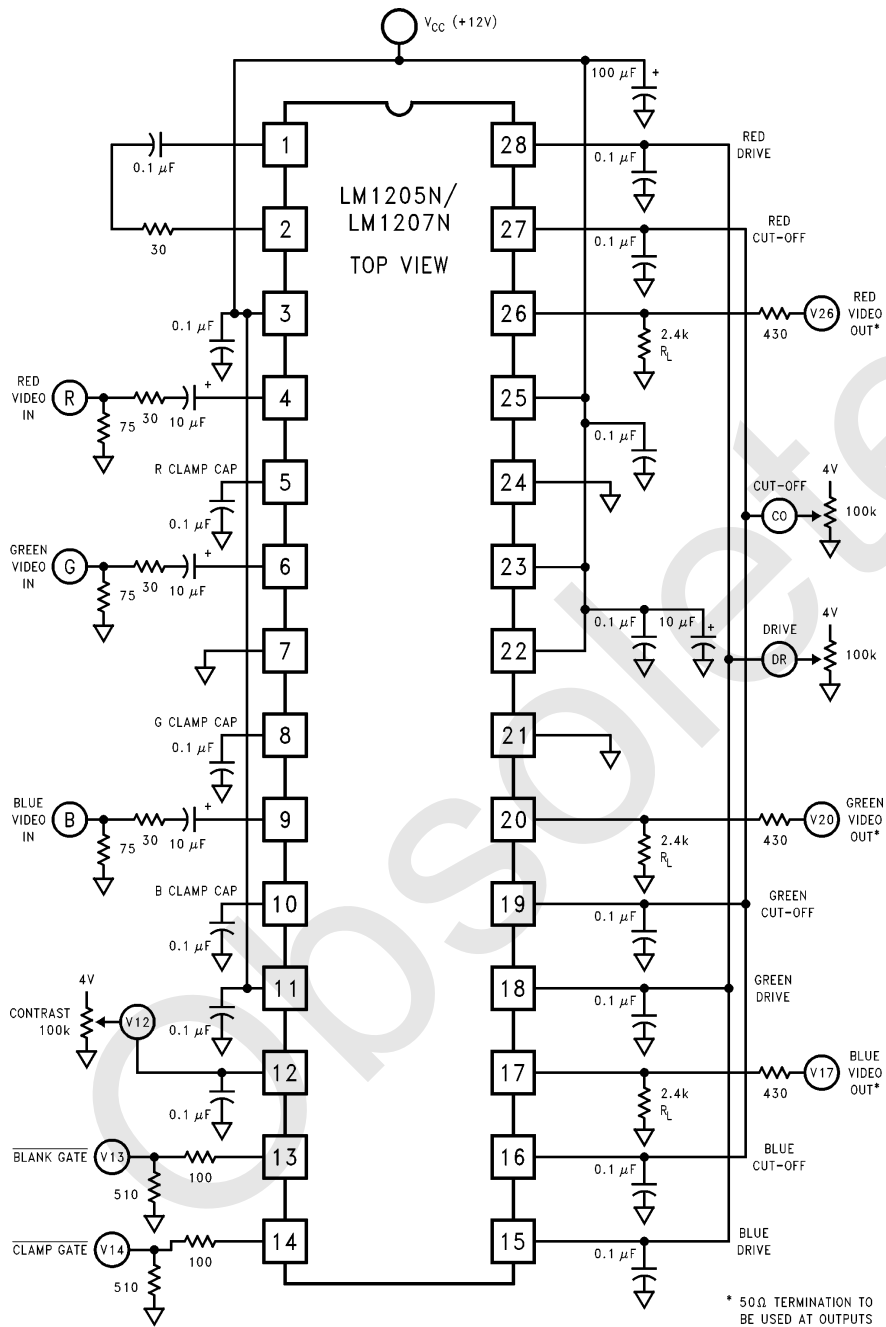 V_CC (+12V)
100 µF +
LM1205N/
LM1207N
TOP VIEW
1
0.1 µF
2
30
3
0.1 µF
RED
VIDEO
IN
R
75
30
10 µF
+
4
R CLAMP CAP
5
0.1 µF
GREEN
VIDEO
IN
G
75
30
10 µF
+
6
7
G CLAMP CAP
0.1 µF
8
BLUE
VIDEO
IN
B
75
30
10 µF
+
9
B CLAMP CAP
10
0.1 µF
11
0.1 µF
4V
CONTRAST
100k
V12
12
0.1 µF
BLANK GATE
V13
510
100
13
CLAMP GATE
V14
510
100
14
28
0.1 µF
RED
DRIVE
27
0.1 µF
RED
CUT-OFF
26
2.4k
R_L
430
V26
RED
VIDEO
OUT*
25
0.1 µF
24
CUT-OFF
CO
4V
100k
23
0.1 µF
10 µF
+
22
DRIVE
DR
4V
100k
21
20
2.4k
R_L
430
V20
GREEN
VIDEO
OUT*
19
0.1 µF
GREEN
CUT-OFF
18
0.1 µF
GREEN
DRIVE
17
2.4k
R_L
430
V17
BLUE
VIDEO
OUT*
16
0.1 µF
BLUE
CUT-OFF
15
0.1 µF
BLUE
DRIVE
* 50Ω TERMINATION TO
BE USED AT OUTPUTS
Obsolete